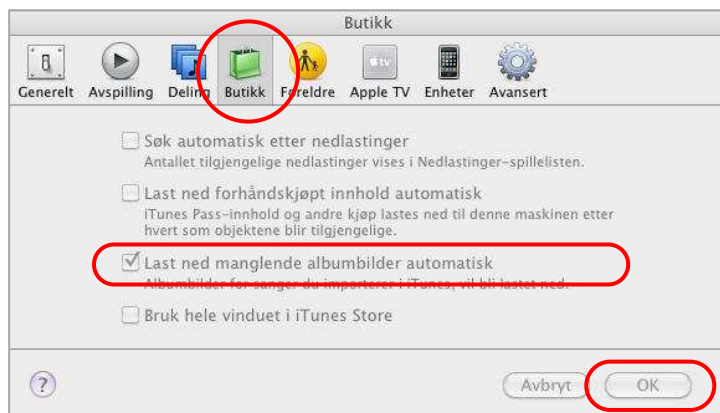 Butikk
Generelt Avspilling Deling Butikk Foreldre Apple TV Enheter Avansert
tv
Søk automatisk etter nedlastinger
Antallet tilgjengelige nedlastinger vises i Nedlastinger-spillelisten.
Last ned forhåndskjøpt innhold automatisk
iTunes Pass-innhold og andre kjøp lastes ned til denne maskinen etter
hvert som objektene blir tilgjengelige.
Last ned manglende albumbilder automatisk
Albumbilder for sanger du importerer i iTunes, vil bli lastet ned.
Bruk hele vinduet i iTunes Store
? Avbryt OK